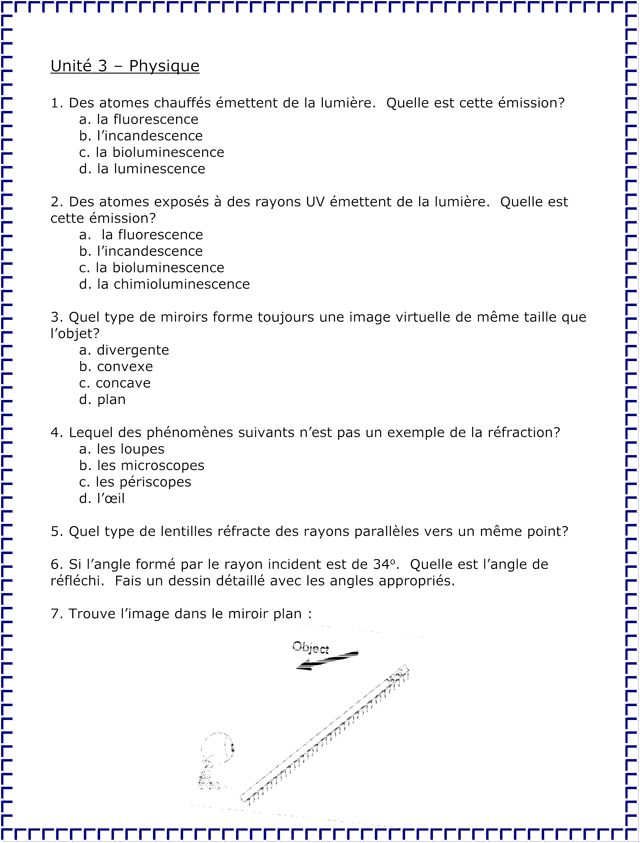 Unité 3 – Physique
1. Des atomes chauffés émettent de la lumière.  Quelle est cette émission?
a. la fluorescence
b. l’incandescence
c. la bioluminescence
d. la luminescence
2. Des atomes exposés à des rayons UV émettent de la lumière.  Quelle est
cette émission?
a.  la fluorescence
b. l’incandescence
c. la bioluminescence
d. la chimioluminescence
3. Quel type de miroirs forme toujours une image virtuelle de même taille que
l’objet?
a. divergente
b. convexe
c. concave
d. plan
4. Lequel des phénomènes suivants n’est pas un exemple de la réfraction?
a. les loupes
b. les microscopes
c. les périscopes
d. l’œil
5. Quel type de lentilles réfracte des rayons parallèles vers un même point?
6. Si l’angle formé par le rayon incident est de 34º.  Quelle est l’angle de
réfléchi.  Fais un dessin détaillé avec les angles appropriés.
7. Trouve l’image dans le miroir plan :
Object